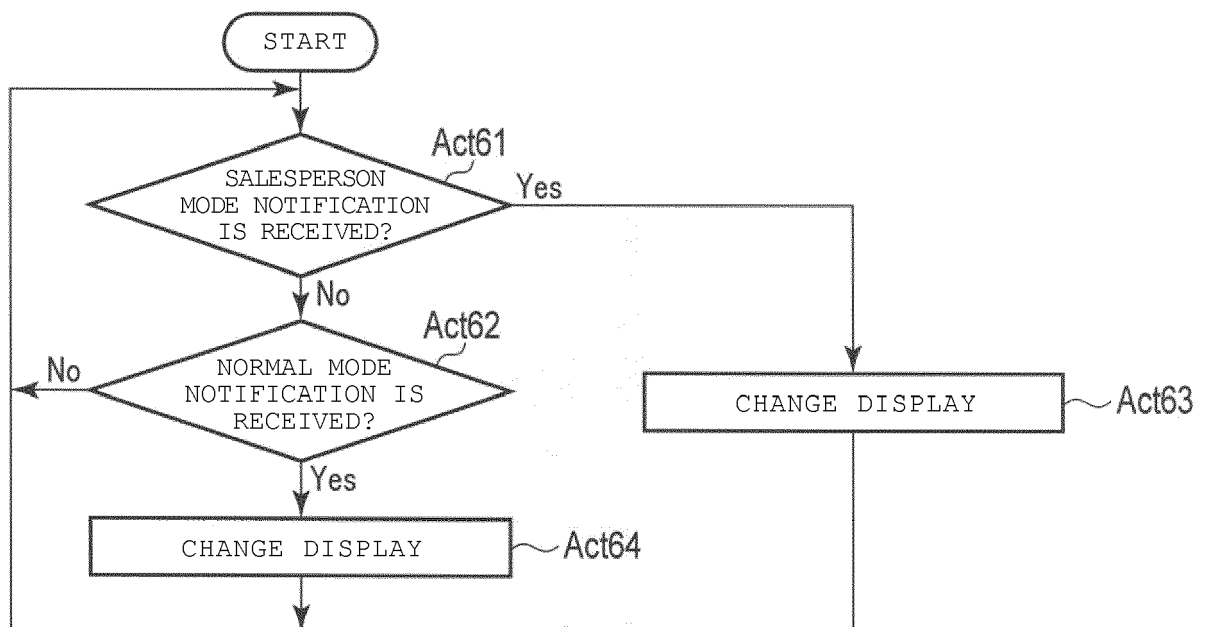 START
Act61
SALESPERSON
MODE NOTIFICATION
IS RECEIVED?
Yes
No
Act62
NORMAL MODE
NOTIFICATION IS
RECEIVED?
No
Yes
CHANGE DISPLAY
Act63
CHANGE DISPLAY
Act64